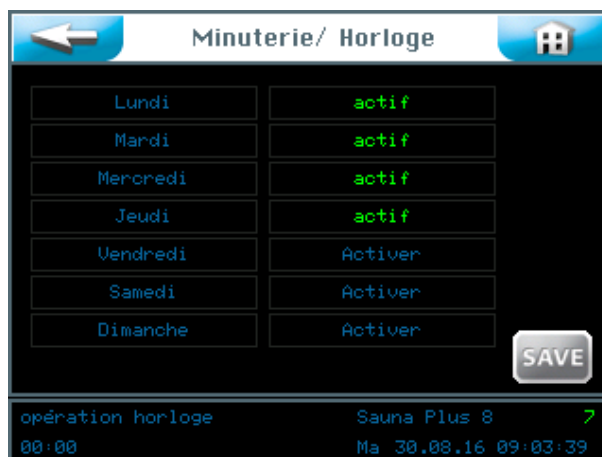 Minuterie/ Horloge
Lundi actif
Mardi actif
Mercredi actif
Jeudi actif
Vendredi Activer
Samedi Activer
Dimanche Activer
SAVE
opération horloge Sauna Plus 8 7
00:00 Ma 30.08.16 09:03:39